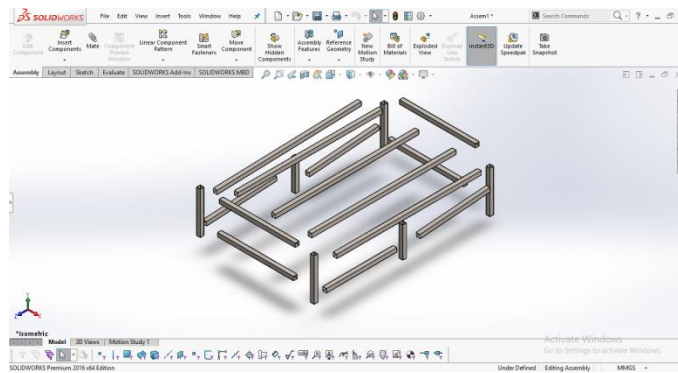 SOLIDWORKS File Edit View Insert Tools Window Help Assem1 * Search Commands
Edit Component
Insert Components
Mate
Component Preview Window
Linear Component Pattern
Smart Fasteners
Move Component
Show Hidden Components
Assembly Features
Reference Geometry
New Motion Study
Bill of Materials
Exploded View
Explode Line Sketch
Instant3D
Update Speedpak
Take Snapshot
Assembly Layout Sketch Evaluate SOLIDWORKS Add-Ins SOLIDWORKS MBD
*Isometric
Model 3D Views Motion Study 1
Activate Windows
Go to Settings to activate Windows.
SOLIDWORKS Premium 2016 x64 Edition Under Defined Editing Assembly MMGS